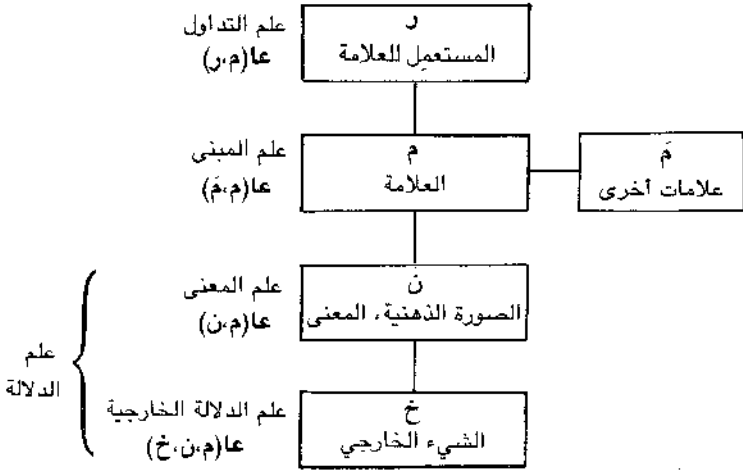 ر
المستعمِل للعلامة
علم التداول
عا(م،ر)
مَ
علامات أخرى
م
العلامة
علم المبنى
عا(م،مَ)
ن
الصورة الذهنية، المعنى
علم المعنى
عا(م،ن)
خ
الشيء الخارجي
علم الدلالة الخارجية
عا(م،ن،خ)
علم
الدلالة